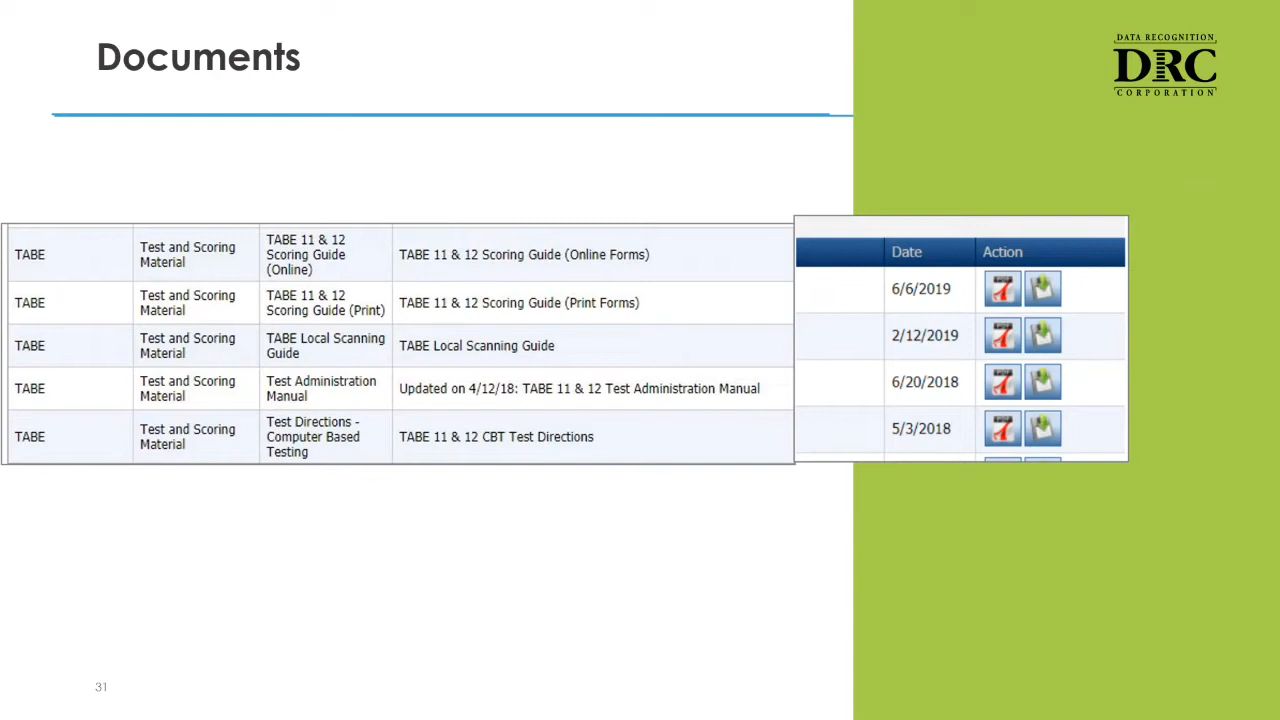 Documents
DATA RECOGNITION
DRC
CORPORATION
TABE
Test and Scoring
Material
TABE 11 & 12
Scoring Guide
(Online)
TABE 11 & 12 Scoring Guide (Online Forms)
TABE
Test and Scoring
Material
TABE 11 & 12
Scoring Guide (Print)
TABE 11 & 12 Scoring Guide (Print Forms)
TABE
Test and Scoring
Material
TABE Local Scanning
Guide
TABE Local Scanning Guide
TABE
Test and Scoring
Material
Test Administration
Manual
Updated on 4/12/18: TABE 11 & 12 Test Administration Manual
TABE
Test and Scoring
Material
Test Directions -
Computer Based
Testing
TABE 11 & 12 CBT Test Directions
Date
Action
6/6/2019
2/12/2019
6/20/2018
5/3/2018
31